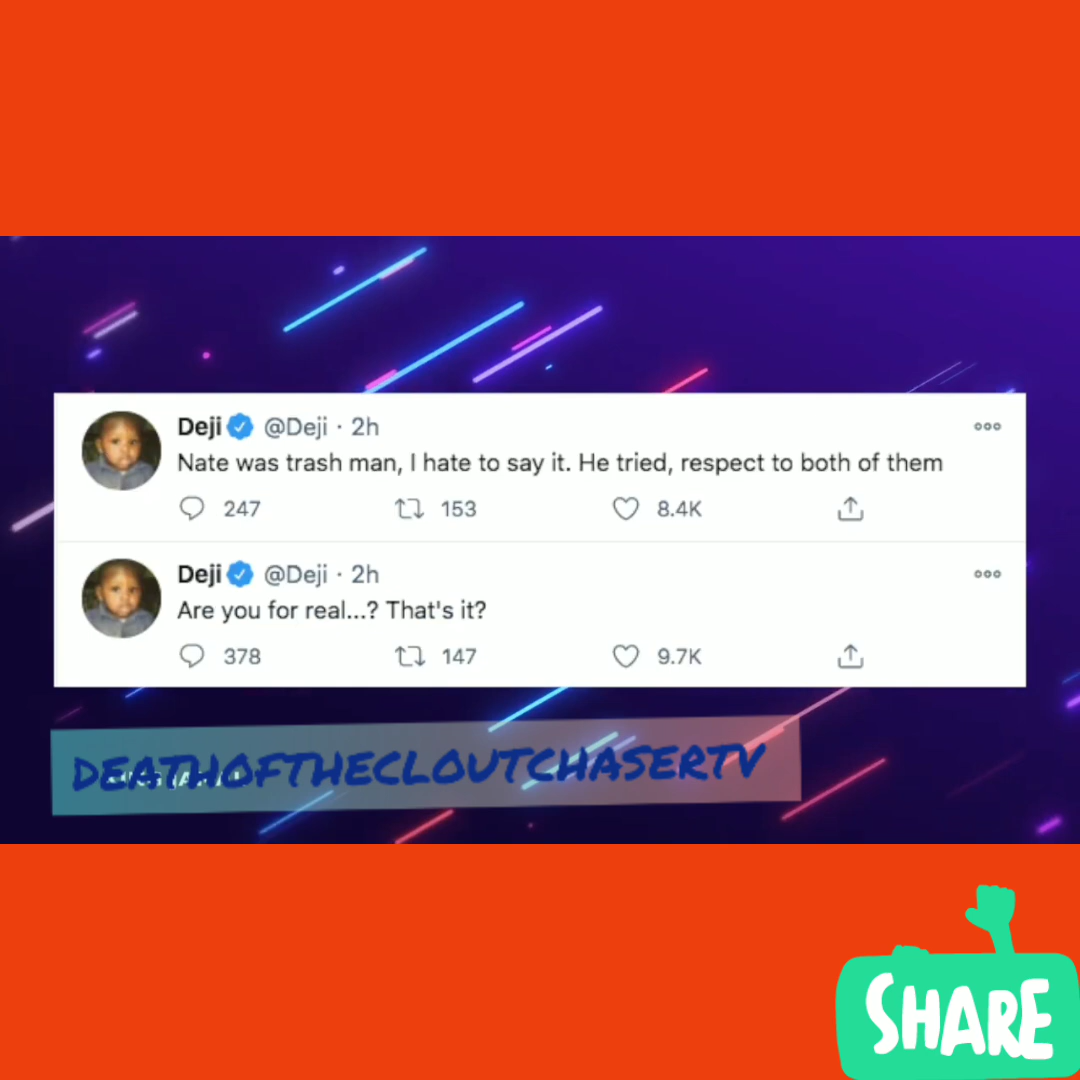 Deji @Deji · 2h
Nate was trash man, I hate to say it. He tried, respect to both of them
247 153 8.4K
Deji @Deji · 2h
Are you for real...? That's it?
378 147 9.7K
DEATHOFTHECLOUTCHASERTV
SHARE